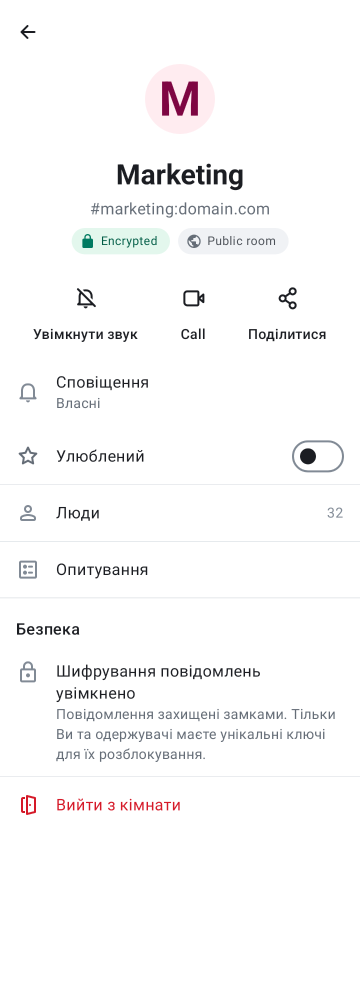 M
Marketing
#marketing:domain.com
Encrypted
Public room
Увімкнути звук
Call
Поділитися
Сповіщення
Власні
Улюблений
Люди
32
Опитування
Безпека
Шифрування повідомлень
увімкнено
Повідомлення захищені замками. Тільки
Ви та одержувачі маєте унікальні ключі
для їх розблокування.
Вийти з кімнати